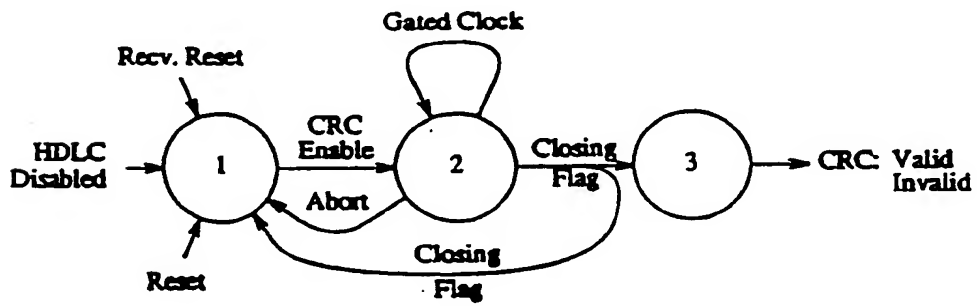 Gated Clock
Recv. Reset
HDLC
Disabled
1
CRC
Enable
2
Closing
Flag
3
CRC: Valid
Invalid
Abort
Reset
Closing
Flag